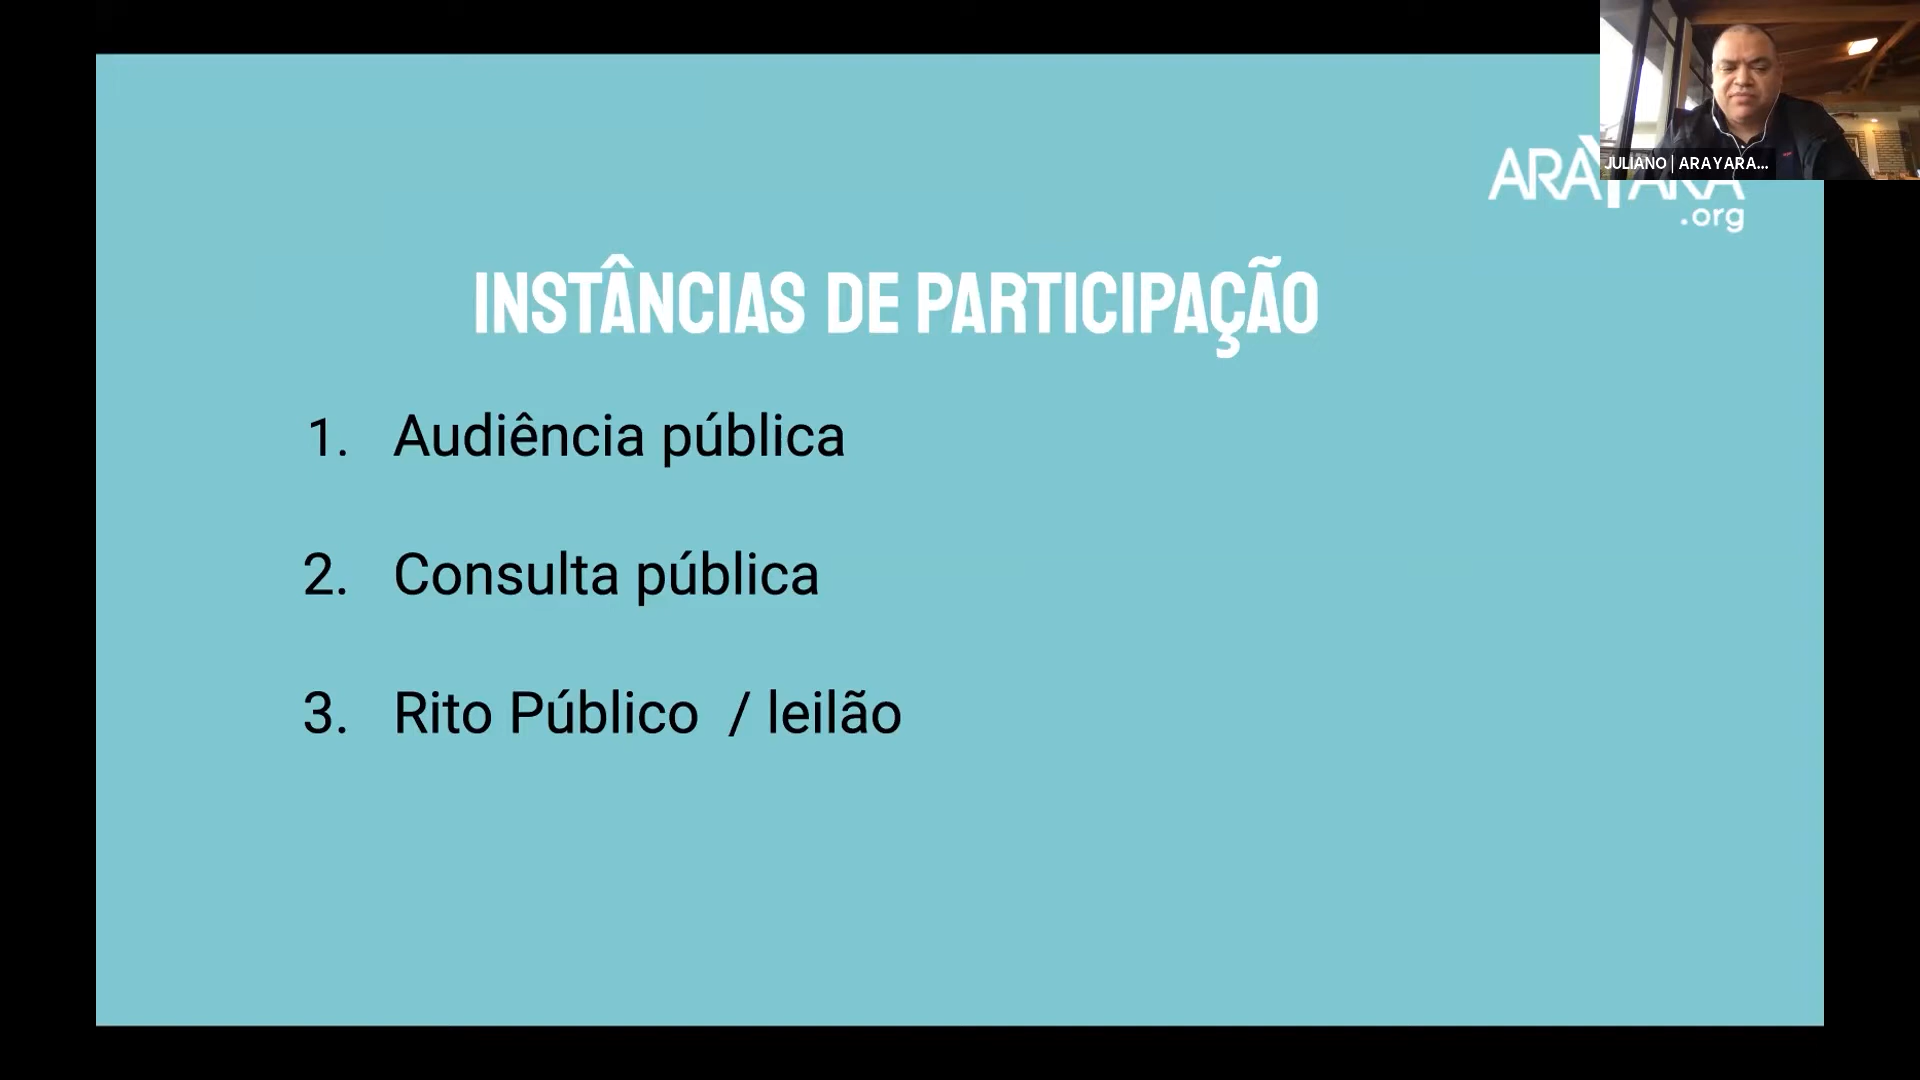 JULIANO | ARAYARA...
ARAYARA
.org
INSTÂNCIAS DE PARTICIPAÇÃO
1. Audiência pública
2. Consulta pública
3. Rito Público / leilão